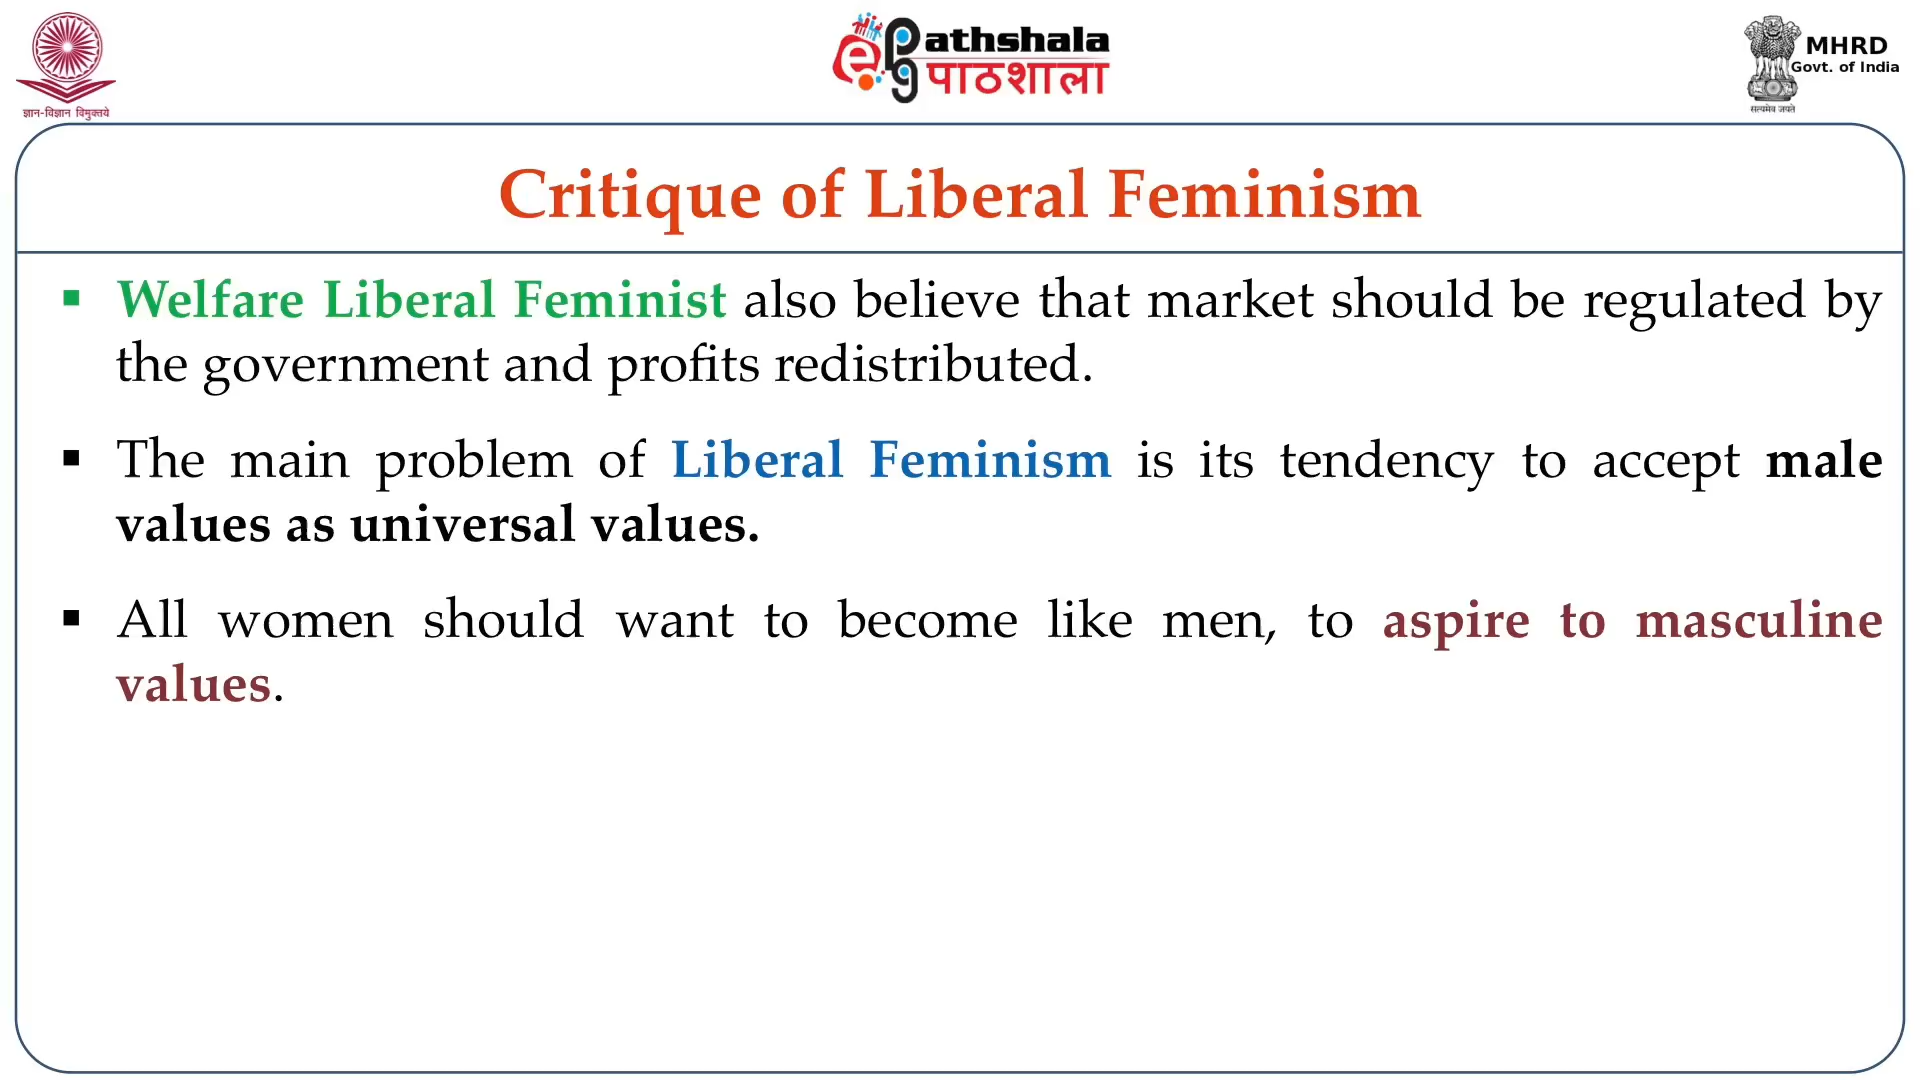 ज्ञान-विज्ञान विमुक्तये
ePathshala
पाठशाला
MHRD
Govt. of India
सत्यमेव जयते
Critique of Liberal Feminism
▪ Welfare Liberal Feminist also believe that market should be regulated by
the government and profits redistributed.
▪ The main problem of Liberal Feminism is its tendency to accept male
values as universal values.
▪ All women should want to become like men, to aspire to masculine
values.